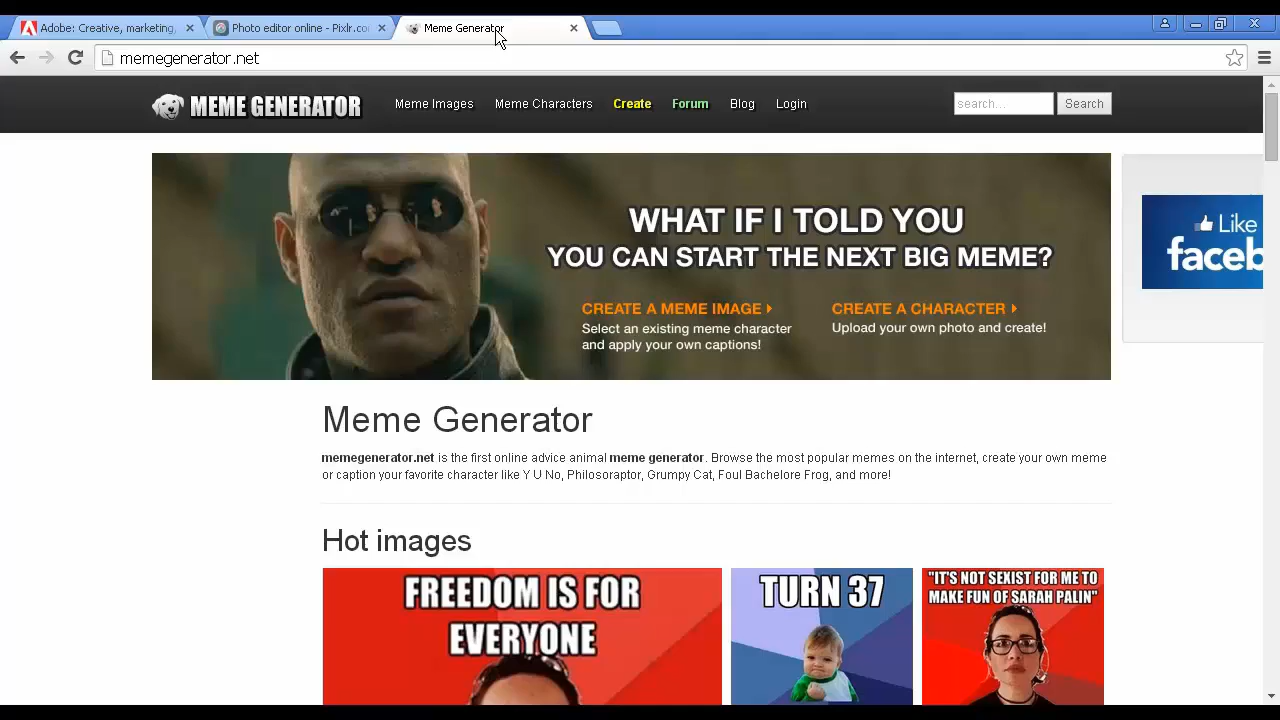 Adobe: Creative, marketing,
Photo editor online - Pixlr.co
Meme Generator
memegenerator.net
MEME GENERATOR
Meme Images
Meme Characters
Create
Forum
Blog
Login
search...
Search
WHAT IF I TOLD YOU
YOU CAN START THE NEXT BIG MEME?
CREATE A MEME IMAGE
Select an existing meme character
and apply your own captions!
CREATE A CHARACTER
Upload your own photo and create!
Like
faceb
Meme Generator
memegenerator.net is the first online advice animal meme generator. Browse the most popular memes on the internet, create your own meme
or caption your favorite character like Y U No, Philosoraptor, Grumpy Cat, Foul Bachelore Frog, and more!
Hot images
FREEDOM IS FOR
EVERYONE
TURN 37
"IT'S NOT SEXIST FOR ME TO
MAKE FUN OF SARAH PALIN"